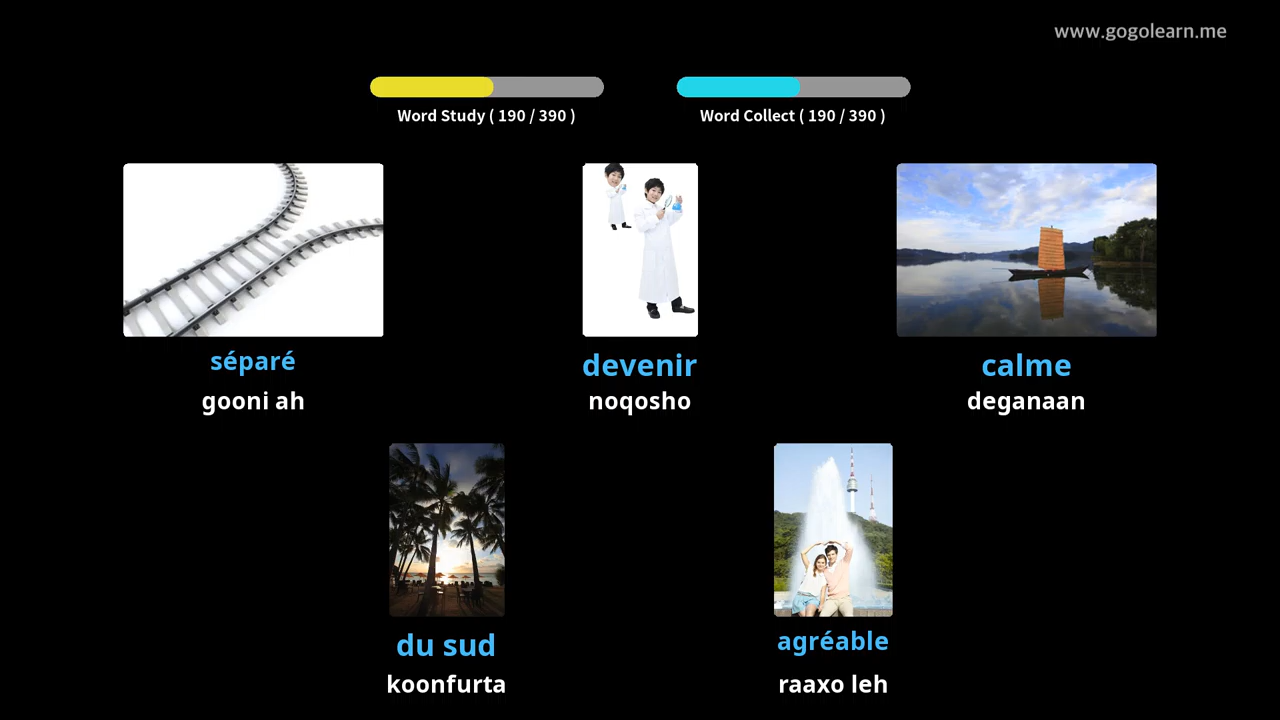 www.gogolearn.me
Word Study ( 190 / 390 )
Word Collect ( 190 / 390 )
séparé
gooni ah
devenir
noqosho
calme
deganaan
du sud
koonfurta
agréable
raaxo leh